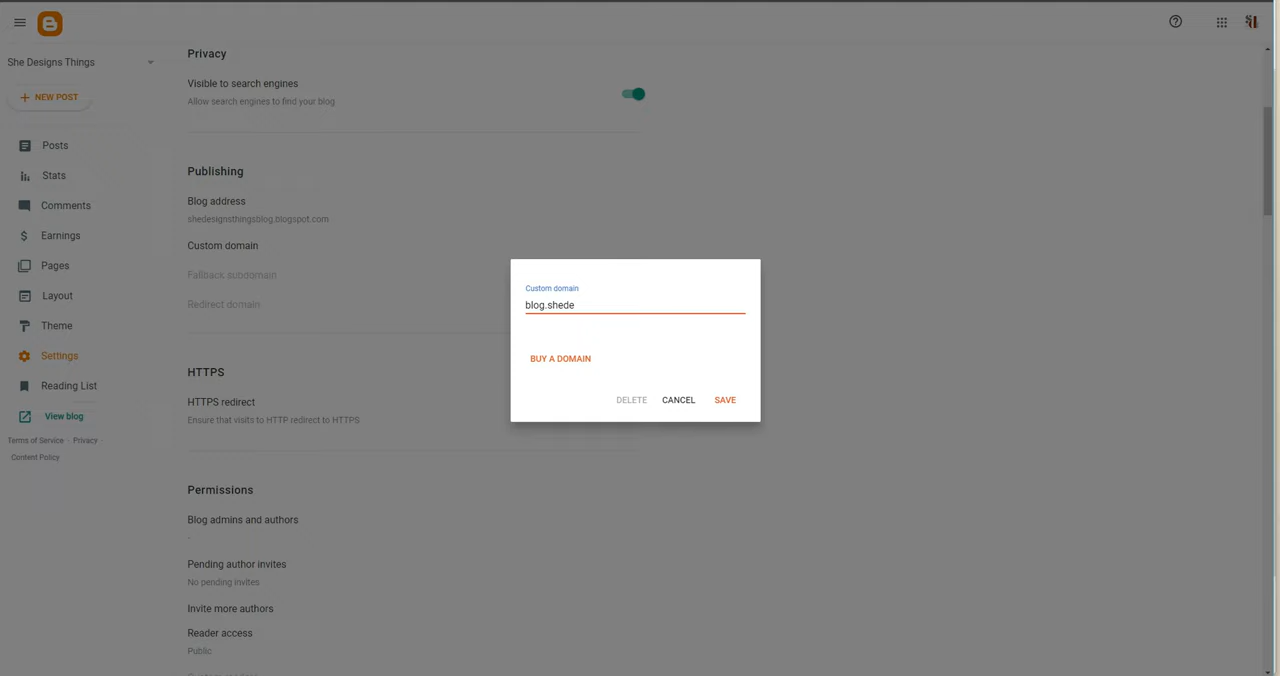 She Designs Things
NEW POST
Posts
Stats
Comments
Earnings
Pages
Layout
Theme
Settings
Reading List
View blog
Terms of Service · Privacy
Content Policy
Privacy
Visible to search engines
Allow search engines to find your blog
Publishing
Blog address
shedesignsthingsblog.blogspot.com
Custom domain
Fallback subdomain
Redirect domain
HTTPS
HTTPS redirect
Ensure that visits to HTTP redirect to HTTPS
Permissions
Blog admins and authors
Pending author invites
No pending invites
Invite more authors
Reader access
Public
Custom domain
blog.shede
BUY A DOMAIN
DELETE CANCEL SAVE